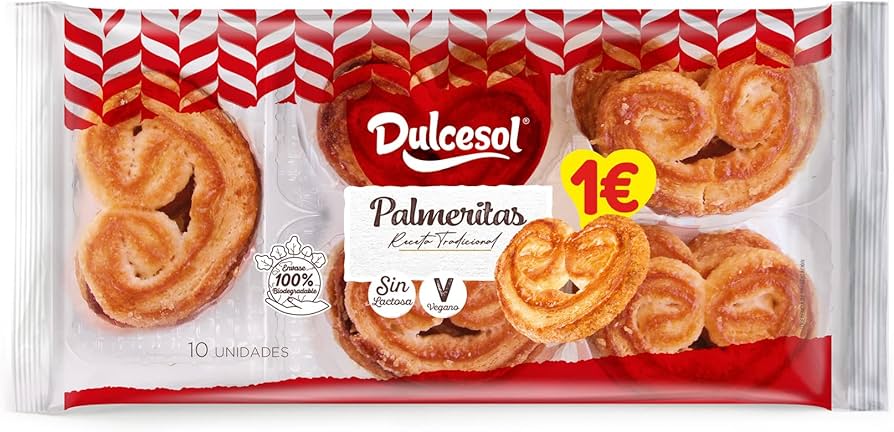 Dulcesol®
1€
Palmeritas
Receta Tradicional
Envase
100%
Biodegradable
Sin
Lactosa
V
Vegano
10 UNIDADES